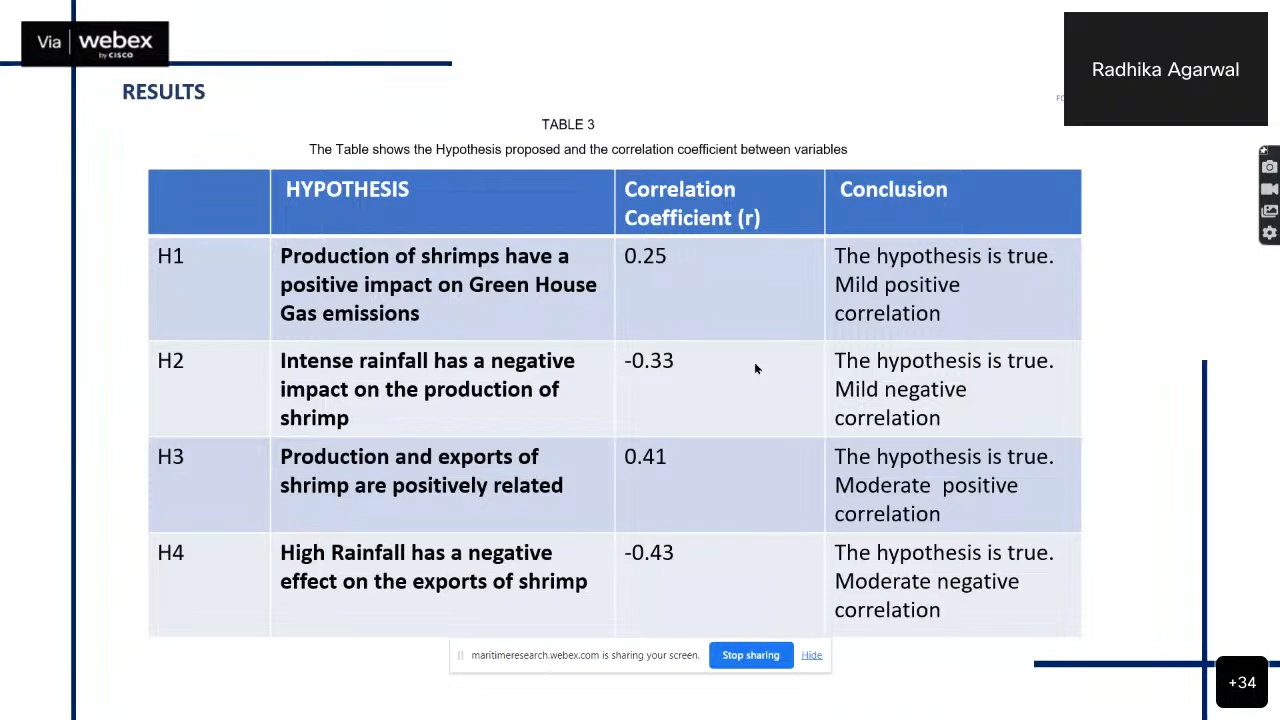 Via webex
by CISCO
Radhika Agarwal
RESULTS
TABLE 3
The Table shows the Hypothesis proposed and the correlation coefficient between variables
HYPOTHESIS
Correlation
Coefficient (r)
Conclusion
H1
Production of shrimps have a
positive impact on Green House
Gas emissions
0.25
The hypothesis is true.
Mild positive
correlation
H2
Intense rainfall has a negative
impact on the production of
shrimp
-0.33
The hypothesis is true.
Mild negative
correlation
H3
Production and exports of
shrimp are positively related
0.41
The hypothesis is true.
Moderate  positive
correlation
H4
High Rainfall has a negative
effect on the exports of shrimp
-0.43
The hypothesis is true.
Moderate negative
correlation
maritimeresearch.webex.com is sharing your screen.
Stop sharing
Hide
+34